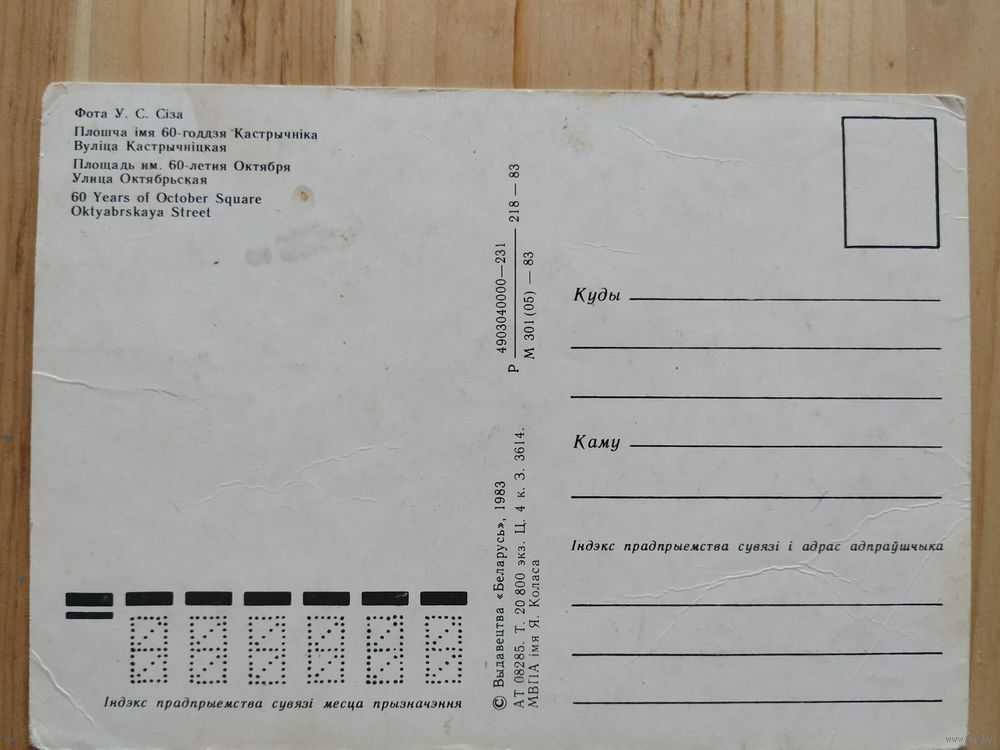 Фота У. С. Сіза
Плошча імя 60-годдзя Кастрычніка
Вуліца Кастрычніцкая
Площадь им. 60-летия Октября
Улица Октябрьская
60 Years of October Square
Oktyabrskaya Street
Індэкс прадпрыемства сувязі месца прызначэння
© Выдавецтва «Беларусь», 1983
АТ 08285. Т. 20 800 экз. Ц. 4 к. З. 3614.
МВПА імя Я. Коласа
Р 4903040000—231 218—83
М 301(05)—83
Куды
Каму
Індэкс прадпрыемства сувязі і адрас адпраўшчыка